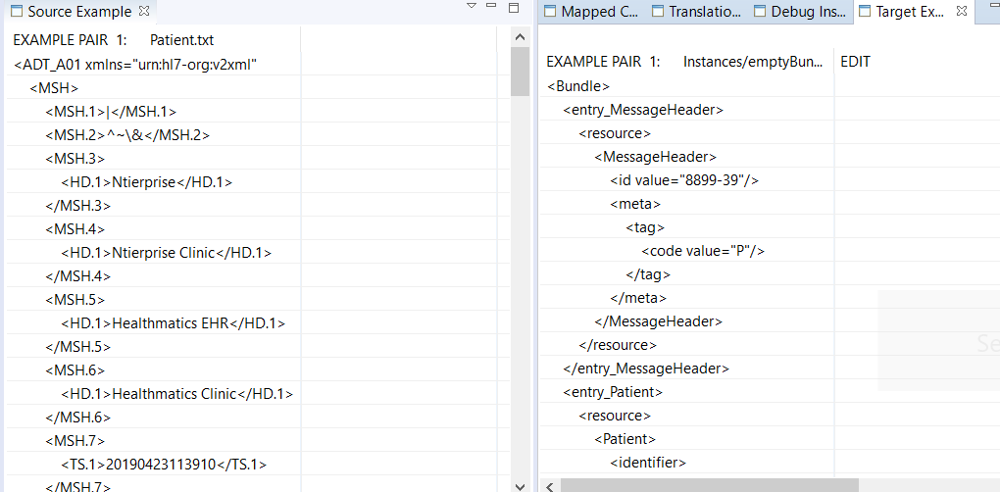 Source Example
EXAMPLE PAIR 1: Patient.txt
<ADT_A01 xmlns="urn:hl7-org:v2xml"
<MSH>
<MSH.1>|</MSH.1>
<MSH.2>^~\&</MSH.2>
<MSH.3>
<HD.1>Ntierprise</HD.1>
</MSH.3>
<MSH.4>
<HD.1>Ntierprise Clinic</HD.1>
</MSH.4>
<MSH.5>
<HD.1>Healthmatics EHR</HD.1>
</MSH.5>
<MSH.6>
<HD.1>Healthmatics Clinic</HD.1>
</MSH.6>
<MSH.7>
<TS.1>20190423113910</TS.1>
</MSH.7>
Mapped C... Translatio... Debug Ins... Target Ex...
EXAMPLE PAIR 1: Instances/emptyBun... EDIT
<Bundle>
<entry_MessageHeader>
<resource>
<MessageHeader>
<id value="8899-39"/>
<meta>
<tag>
<code value="P"/>
</tag>
</meta>
</MessageHeader>
</resource>
</entry_MessageHeader>
<entry_Patient>
<resource>
<Patient>
<identifier>